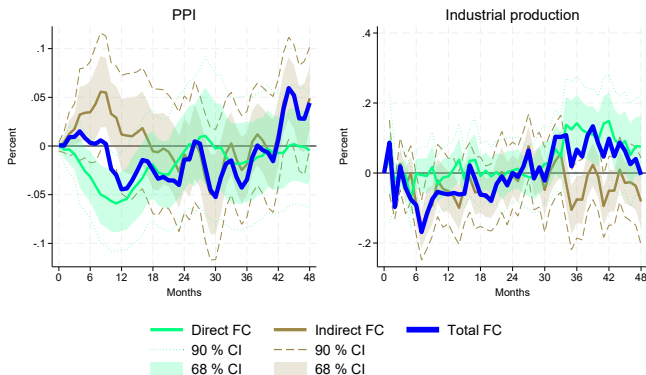 PPI
Industrial production
Percent
.1
.05
0
-.05
-.1
0 6 12 18 24 30 36 42 48
Months
Percent
.4
.2
0
-.2
0 6 12 18 24 30 36 42 48
Months
Direct FC Indirect FC Total FC
90 % CI 90 % CI
68 % CI 68 % CI